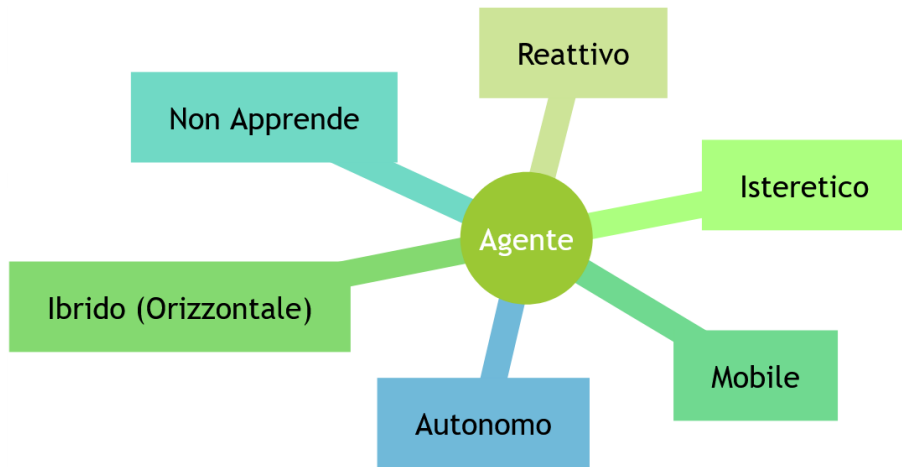 Reattivo
Non Apprende
Isteretico
Agente
Ibrido (Orizzontale)
Mobile
Autonomo